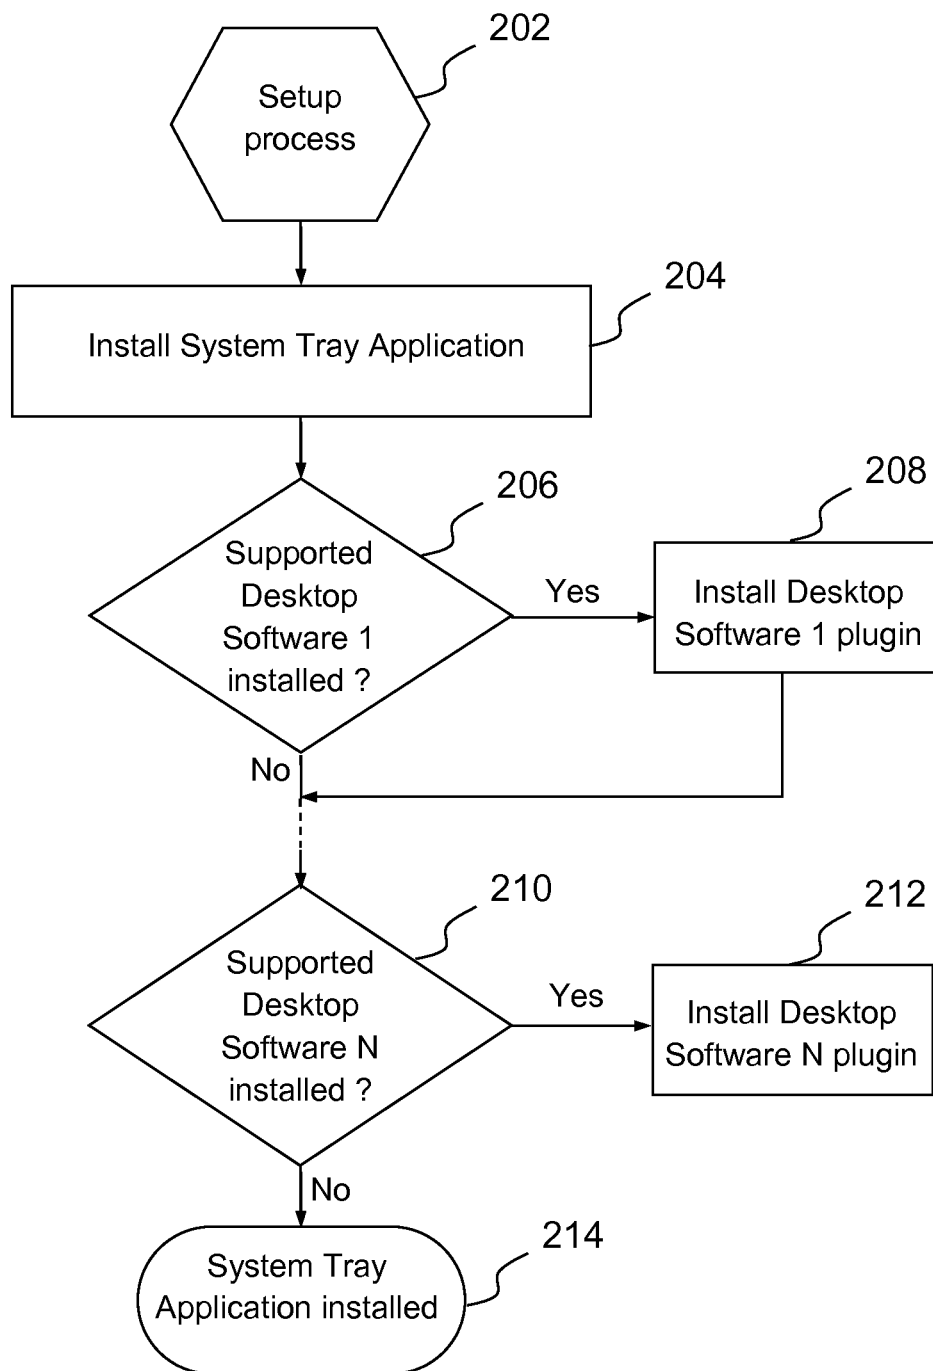 202
Setup
process
204
Install System Tray Application
206
208
Supported
Desktop
Software 1
installed ?
Yes
Install Desktop
Software 1 plugin
No
210
212
Supported
Desktop
Software N
installed ?
Yes
Install Desktop
Software N plugin
No
214
System Tray
Application installed